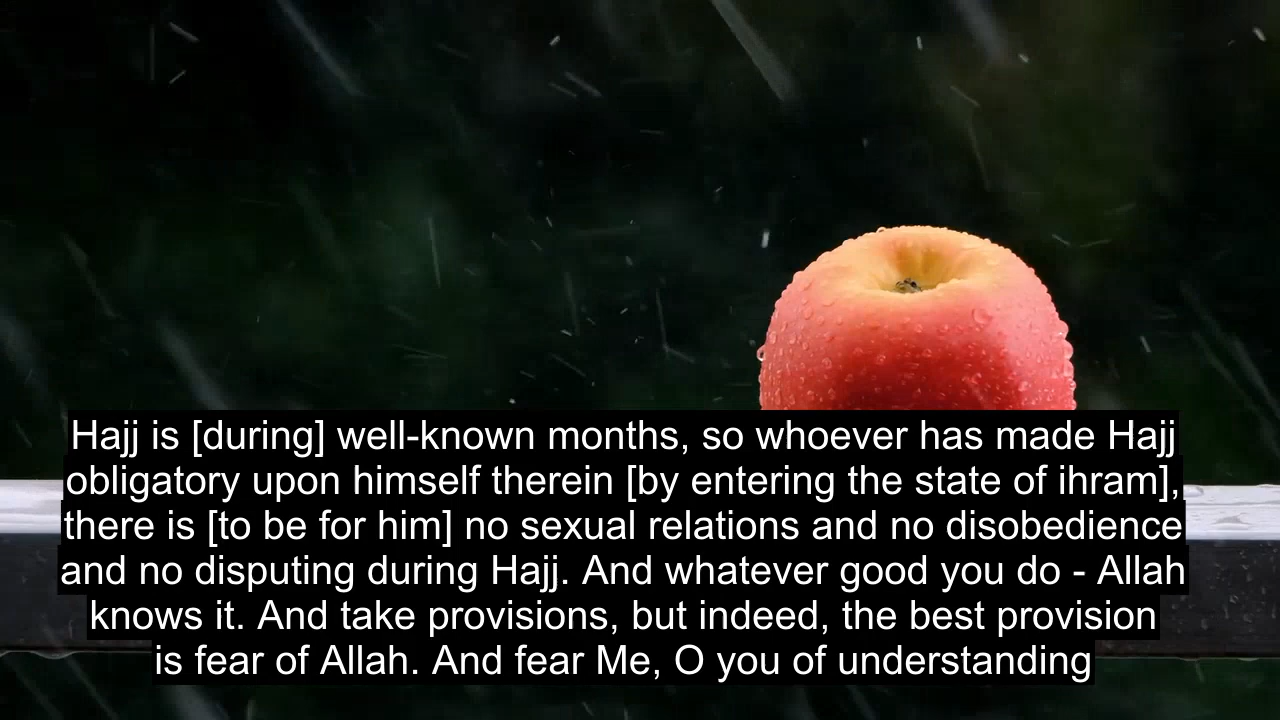 Hajj is [during] well-known months, so whoever has made Hajj
obligatory upon himself therein [by entering the state of ihram],
there is [to be for him] no sexual relations and no disobedience
and no disputing during Hajj. And whatever good you do - Allah
knows it. And take provisions, but indeed, the best provision
is fear of Allah. And fear Me, O you of understanding